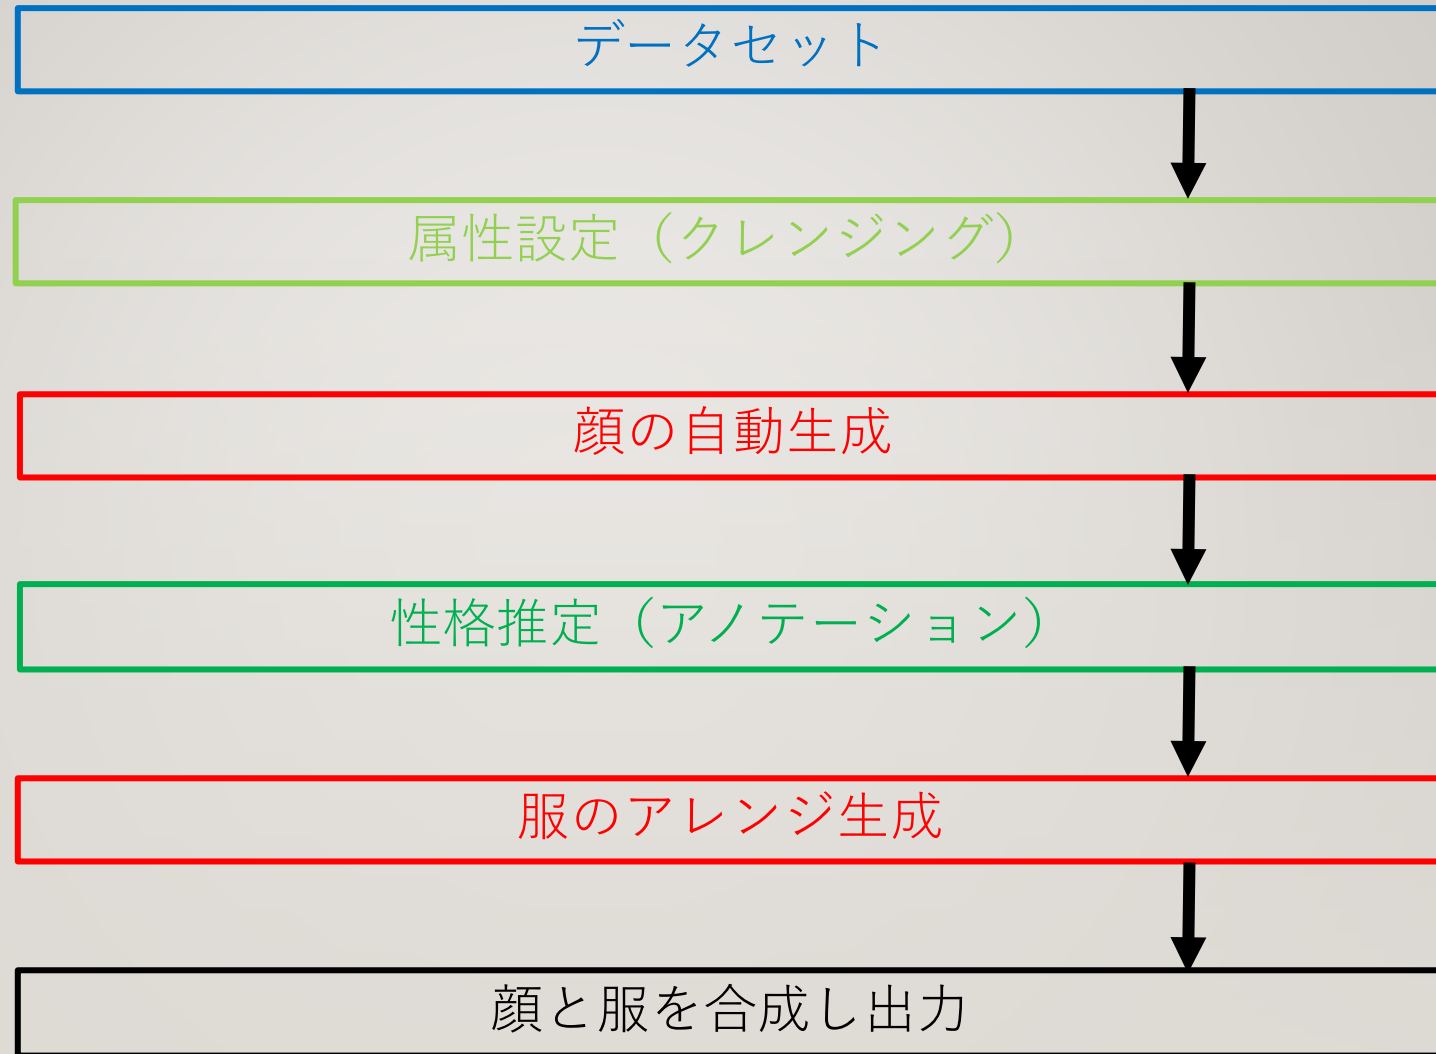 データセット
属性設定（クレンジング）
顔の自動生成
性格推定（アノテーション）
服のアレンジ生成
顔と服を合成し出力